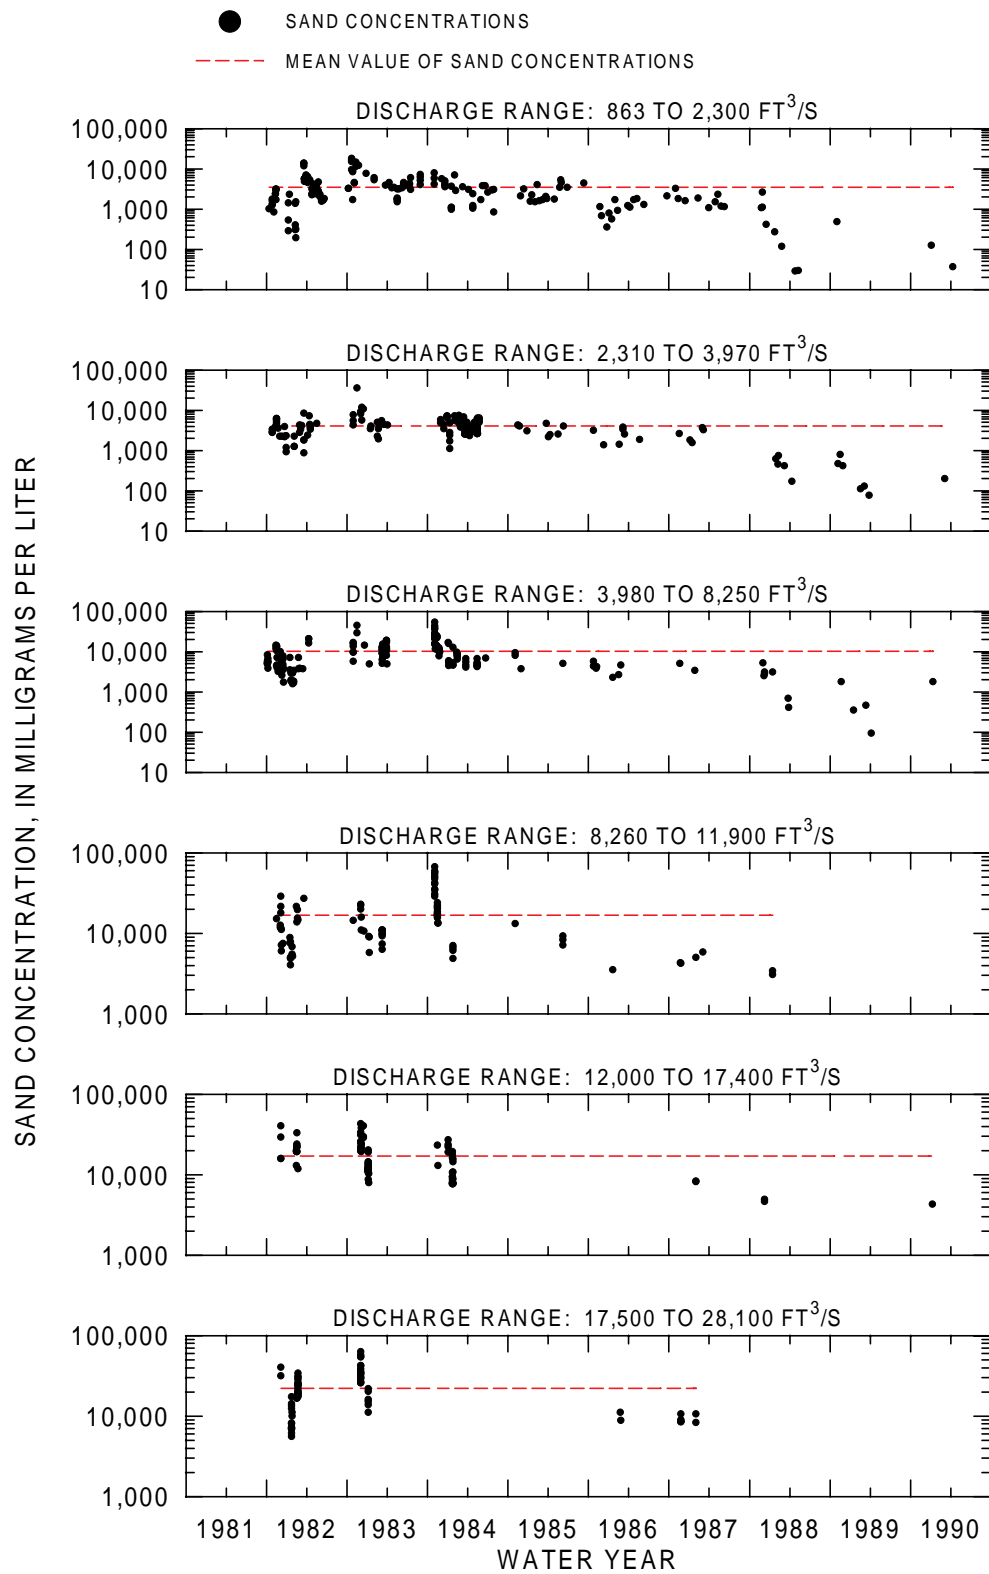 SAND CONCENTRATIONS
MEAN VALUE OF SAND CONCENTRATIONS
SAND CONCENTRATION, IN MILLIGRAMS PER LITER
DISCHARGE RANGE: 863 TO 2,300 FT³/S
100,000
10,000
1,000
100
10
DISCHARGE RANGE: 2,310 TO 3,970 FT³/S
100,000
10,000
1,000
100
10
DISCHARGE RANGE: 3,980 TO 8,250 FT³/S
100,000
10,000
1,000
100
10
DISCHARGE RANGE: 8,260 TO 11,900 FT³/S
100,000
10,000
1,000
DISCHARGE RANGE: 12,000 TO 17,400 FT³/S
100,000
10,000
1,000
DISCHARGE RANGE: 17,500 TO 28,100 FT³/S
100,000
10,000
1,000
1981 1982 1983 1984 1985 1986 1987 1988 1989 1990
WATER YEAR